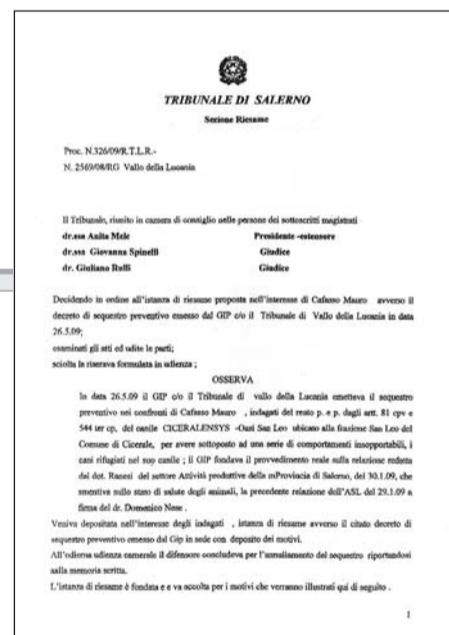 TRIBUNALE DI SALERNO
Sezione Riesame
Proc. N.326/09/R.T.L.R.-
N. 2569/08/RG Vallo della Lucania
Il Tribunale, riunito in camera di consiglio nelle persone dei sottoscritti magistrati
dr.ssa Anita Mele Presidente -estensore
dr.ssa Giovanna Spinelli Giudice
dr. Giuliano Rulli Giudice
Decidendo in ordine all'istanza di riesame proposta nell'interesse di Cafasso Mauro avverso il
decreto di sequestro preventivo emesso dal GIP c/o il Tribunale di Vallo della Lucania in data
26.5.09;
esaminati gli atti ed udite le parti;
sciolta la riserva formulata in udienza ;
OSSERVA
In data 26.5.09 il GIP c/o il Tribunale di vallo della Lucania emetteva il sequestro
preventivo nei confronti di Cafasso Mauro , indagati del reato p. e p. dagli artt. 81 cpv e
544 ter cp, del canile CICERALENSYS -Oasi San Leo ubicato alla frazione San Leo del
Comune di Cicerale, per avere sottoposto ad una serie di comportamenti insopportabili, i
cani rifugiati nel suo canile ; il GIP fondava il provvedimento reale sulla relazione redatta
dal dot. Ranesi del settore Attività produttive della mProvincia di Salerno, del 30.1.09, che
smentiva sullo stato di salute degli animali, la precedente relazione dell'ASL del 29.1.09 a
firma del dr. Domenico Nese .
Veniva depositata nell'interesse degli indagati , istanza di riesame avverso il citato decreto di
sequestro preventivo emesso dal Gip in sede con deposito dei motivi.
All'odierna udienza camerale il difensore concludeva per l'annullamento del sequestro riportandosi
sulla memoria scritta.
L'istanza di riesame è fondata e e va accolta per i motivi che verranno illustrati qui di seguito .
1